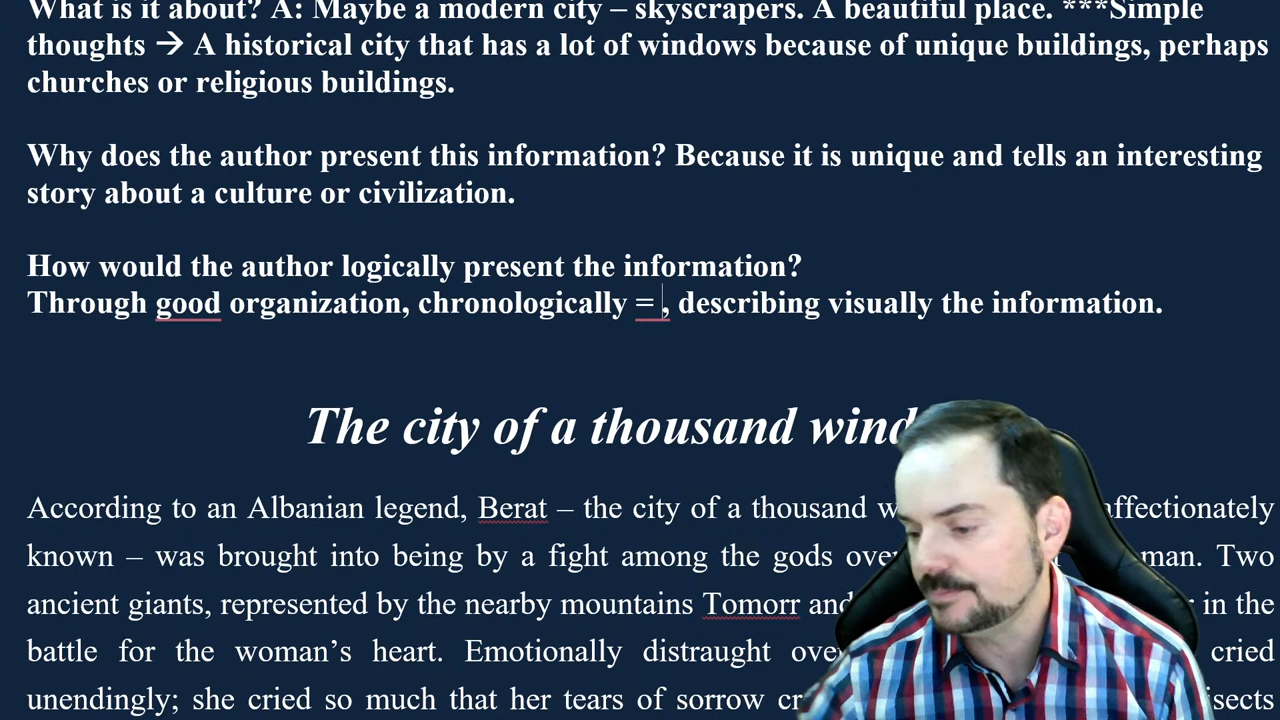 What is it about? A: Maybe a modern city – skyscrapers. A beautiful place. ***Simple
thoughts → A historical city that has a lot of windows because of unique buildings, perhaps
churches or religious buildings.
Why does the author present this information? Because it is unique and tells an interesting
story about a culture or civilization.
How would the author logically present the information?
Through good organization, chronologically = , describing visually the information.
The city of a thousand wind
According to an Albanian legend, Berat – the city of a thousand w affectionately
known – was brought into being by a fight among the gods over man. Two
ancient giants, represented by the nearby mountains Tomorr and in the
battle for the woman’s heart. Emotionally distraught ove cried
unendingly; she cried so much that her tears of sorrow cr isects